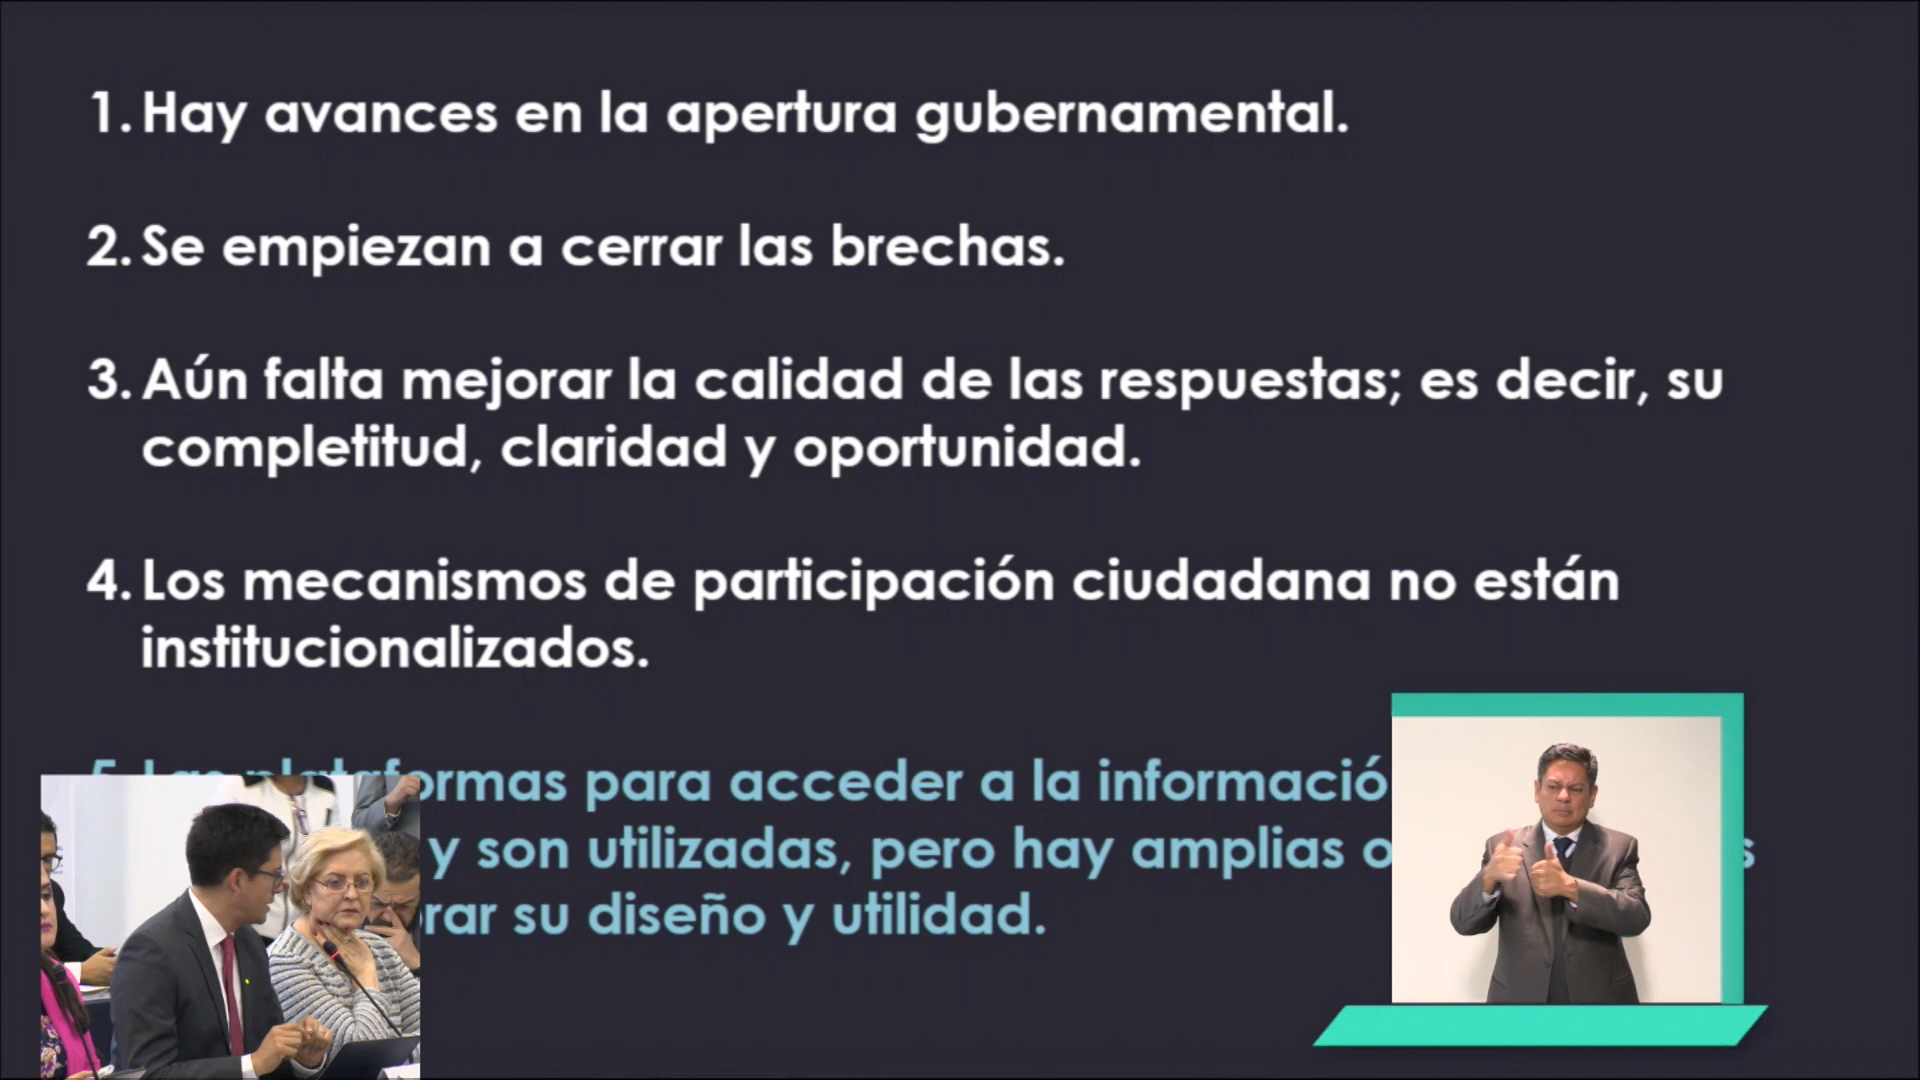 1. Hay avances en la apertura gubernamental.
2. Se empiezan a cerrar las brechas.
3. Aún falta mejorar la calidad de las respuestas; es decir, su
completitud, claridad y oportunidad.
4. Los mecanismos de participación ciudadana no están
institucionalizados.
5. Las plataformas para acceder a la
y son utilizadas, pero hay amplias
su diseño y utilidad.